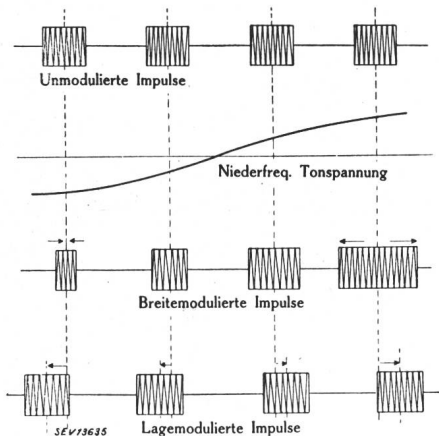 Unmodulierte Impulse
Niederfreq. Tonspannung
Breitemodulierte Impulse
SEV13635
Lagemodulierte Impulse